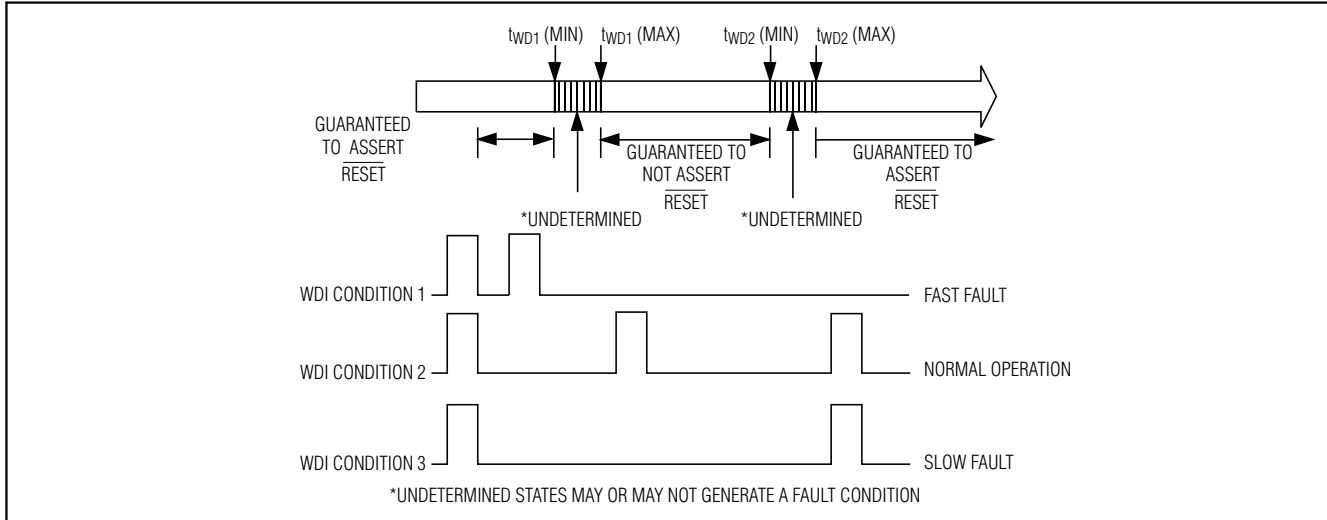 tWD1 (MIN) tWD1 (MAX) tWD2 (MIN) tWD2 (MAX)
GUARANTEED
TO ASSERT
RESET
GUARANTEED TO
NOT ASSERT
RESET
GUARANTEED TO
ASSERT
RESET
*UNDETERMINED *UNDETERMINED
WDI CONDITION 1 FAST FAULT
WDI CONDITION 2 NORMAL OPERATION
WDI CONDITION 3 SLOW FAULT
*UNDETERMINED STATES MAY OR MAY NOT GENERATE A FAULT CONDITION